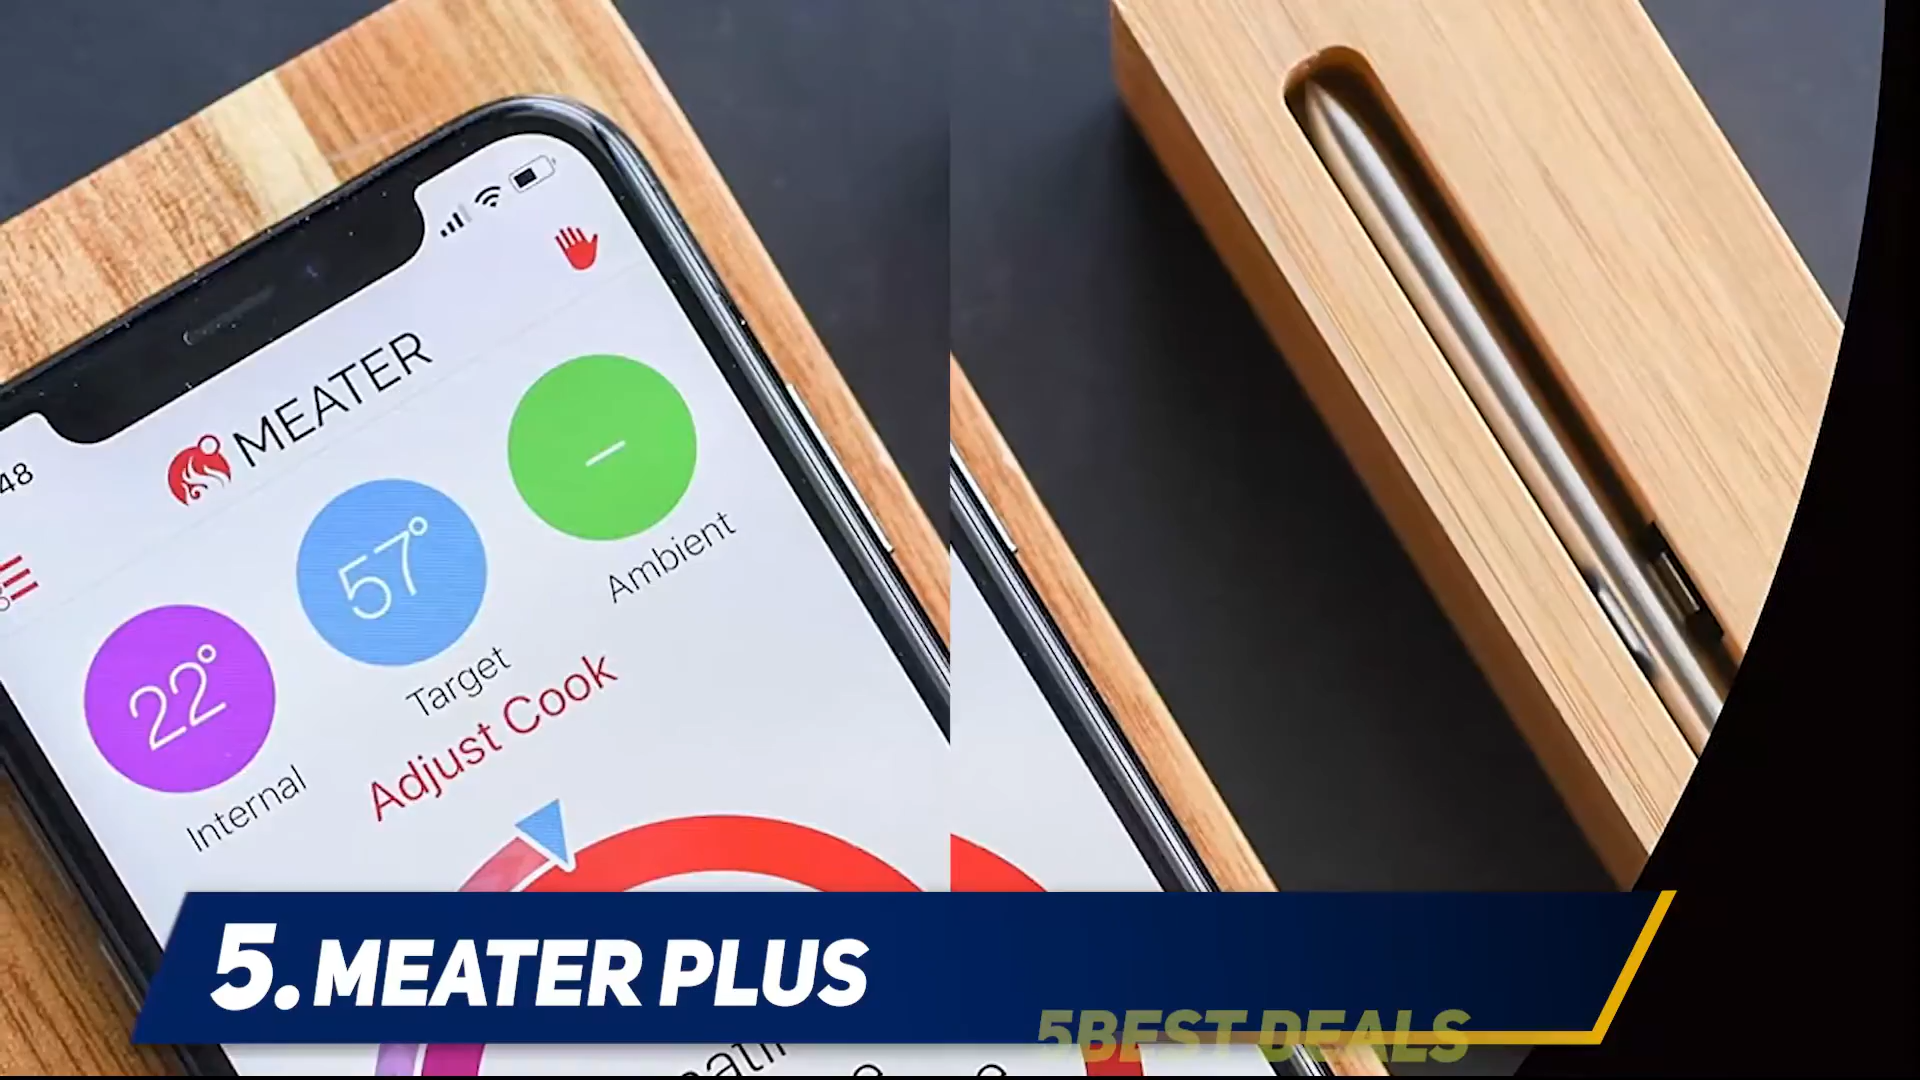 48
MEATER
22°
Internal
57°
Target
–
Ambient
Adjust Cook
5. MEATER PLUS
5BEST DEALS